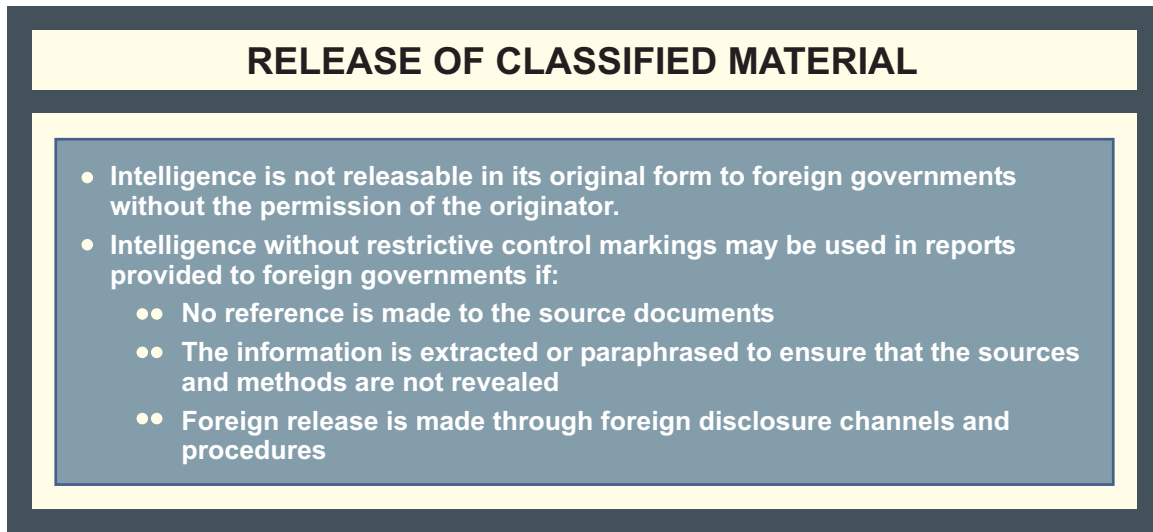 RELEASE OF CLASSIFIED MATERIAL
● Intelligence is not releasable in its original form to foreign governments
without the permission of the originator.
● Intelligence without restrictive control markings may be used in reports
provided to foreign governments if:
●● No reference is made to the source documents
●● The information is extracted or paraphrased to ensure that the sources
and methods are not revealed
●● Foreign release is made through foreign disclosure channels and
procedures